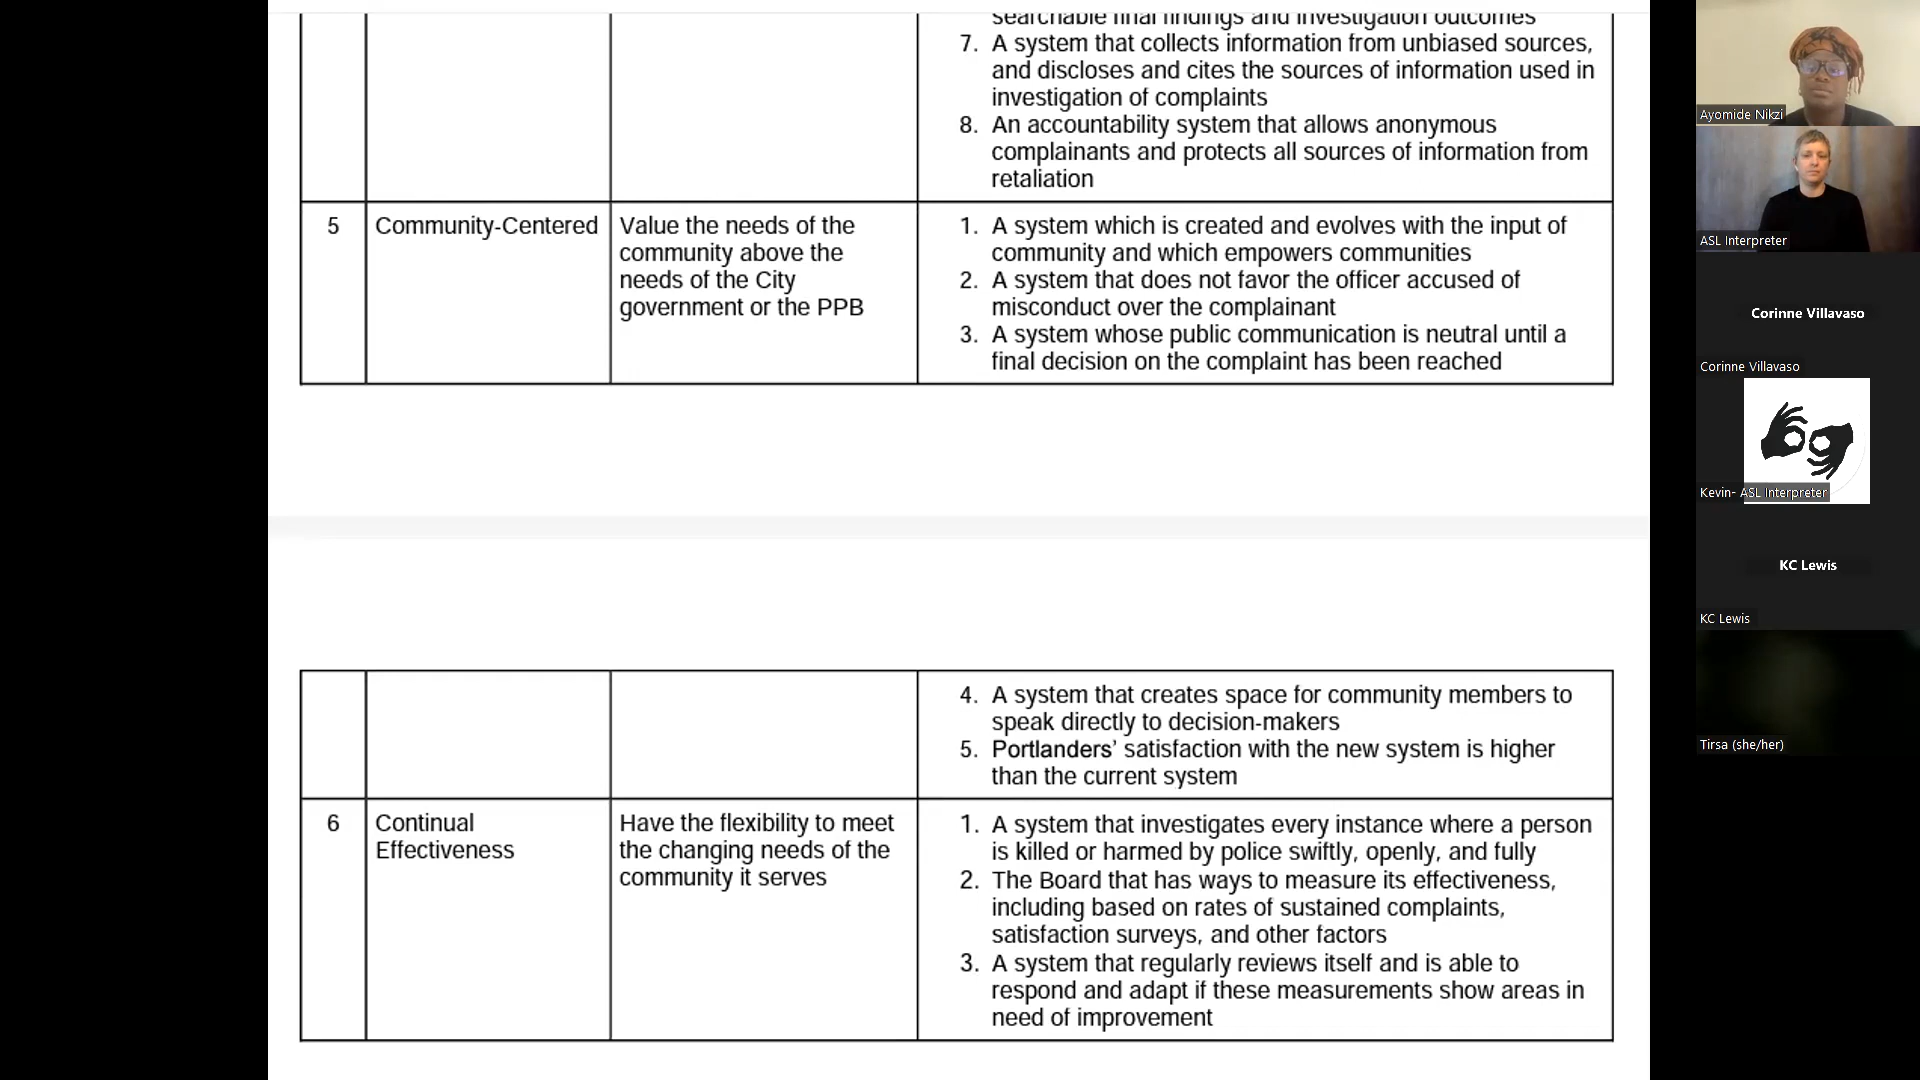 searchable final findings and investigation outcomes
7. A system that collects information from unbiased sources,
and discloses and cites the sources of information used in
investigation of complaints
8. An accountability system that allows anonymous
complainants and protects all sources of information from
retaliation
5
Community-Centered
Value the needs of the
community above the
needs of the City
government or the PPB
1. A system which is created and evolves with the input of
community and which empowers communities
2. A system that does not favor the officer accused of
misconduct over the complainant
3. A system whose public communication is neutral until a
final decision on the complaint has been reached
4. A system that creates space for community members to
speak directly to decision-makers
5. Portlanders’ satisfaction with the new system is higher
than the current system
6
Continual
Effectiveness
Have the flexibility to meet
the changing needs of the
community it serves
1. A system that investigates every instance where a person
is killed or harmed by police swiftly, openly, and fully
2. The Board that has ways to measure its effectiveness,
including based on rates of sustained complaints,
satisfaction surveys, and other factors
3. A system that regularly reviews itself and is able to
respond and adapt if these measurements show areas in
need of improvement
Ayomide Nikzi
ASL Interpreter
Corinne Villavaso
Corinne Villavaso
Kevin- ASL Interpreter
KC Lewis
KC Lewis
Tirsa (she/her)